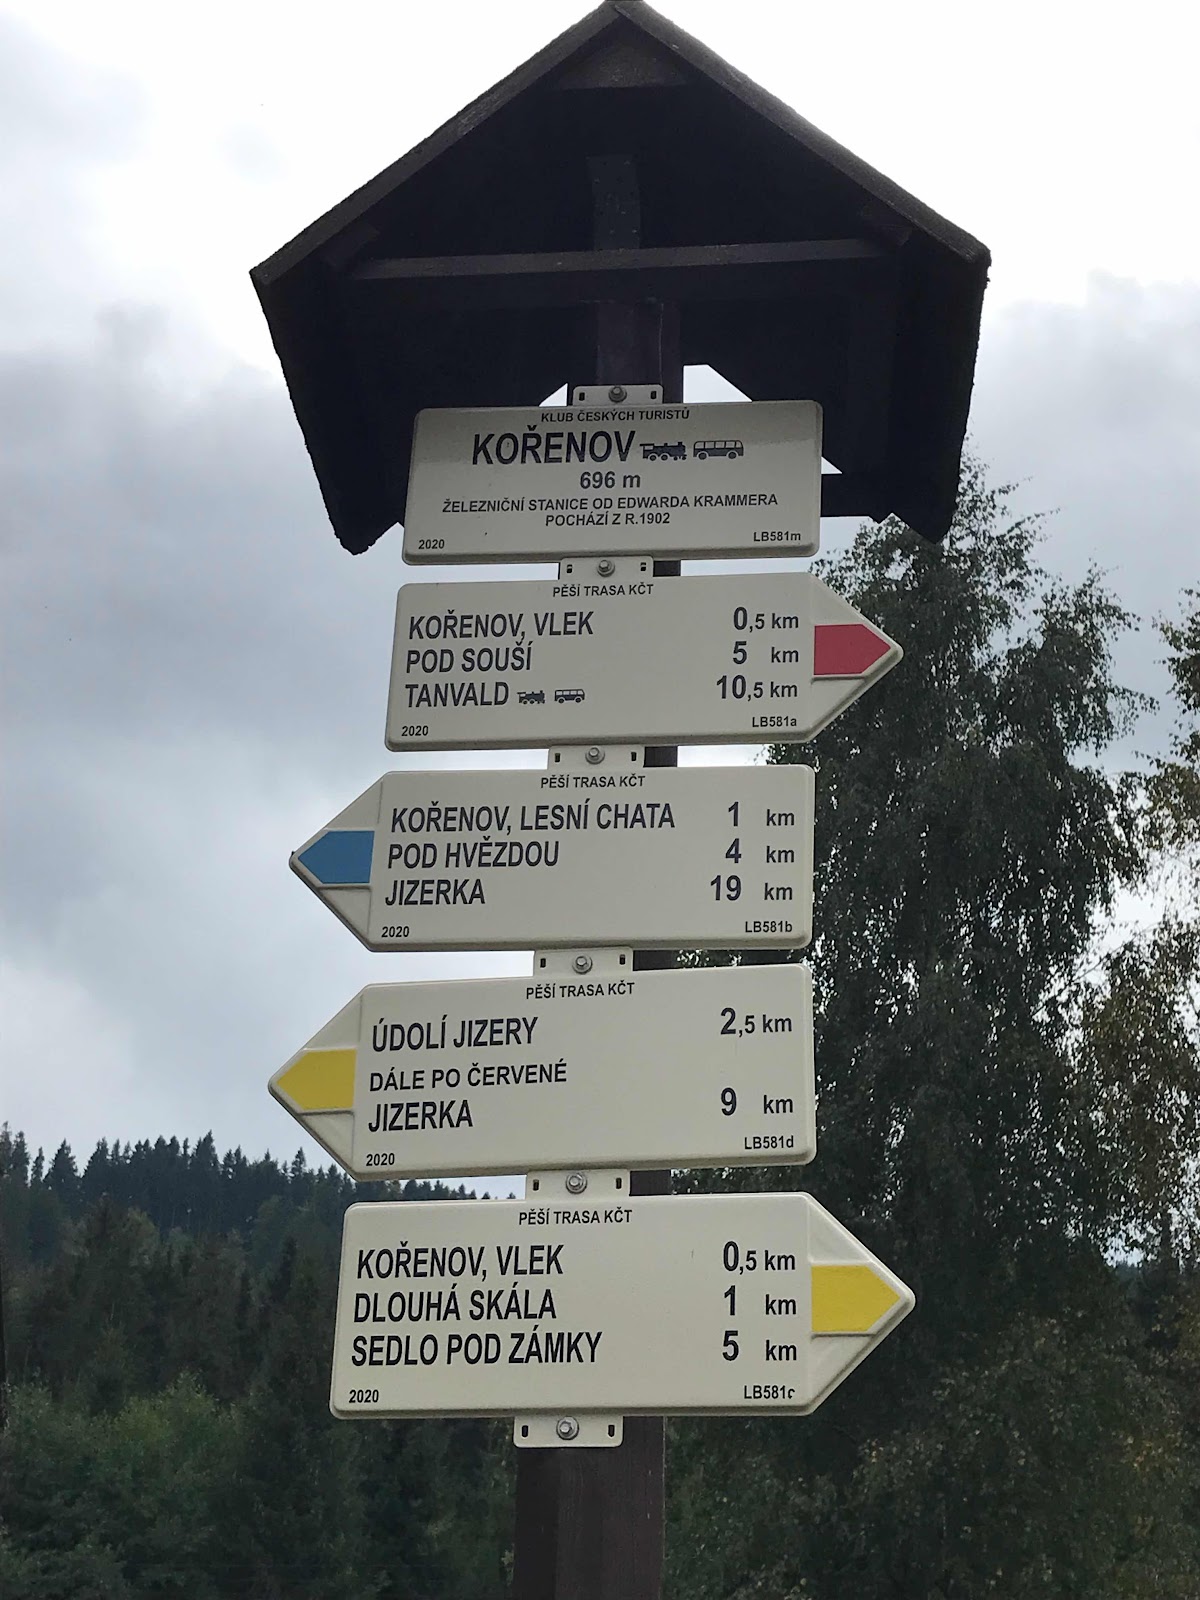 KLUB ČESKÝCH TURISTŮ
KOŘENOV
696 m
ŽELEZNIČNÍ STANICE OD EDWARDA KRAMMERA
POCHÁZÍ Z R.1902
2020 LB581m
PĚŠÍ TRASA KČT
KOŘENOV, VLEK 0,5 km
POD SOUŠÍ 5 km
TANVALD 10,5 km
2020 LB581a
PĚŠÍ TRASA KČT
KOŘENOV, LESNÍ CHATA 1 km
POD HVĚZDOU 4 km
JIZERKA 19 km
2020 LB581b
PĚŠÍ TRASA KČT
ÚDOLÍ JIZERY 2,5 km
DÁLE PO ČERVENÉ
JIZERKA 9 km
2020 LB581d
PĚŠÍ TRASA KČT
KOŘENOV, VLEK 0,5 km
DLOUHÁ SKÁLA 1 km
SEDLO POD ZÁMKY 5 km
2020 LB581c